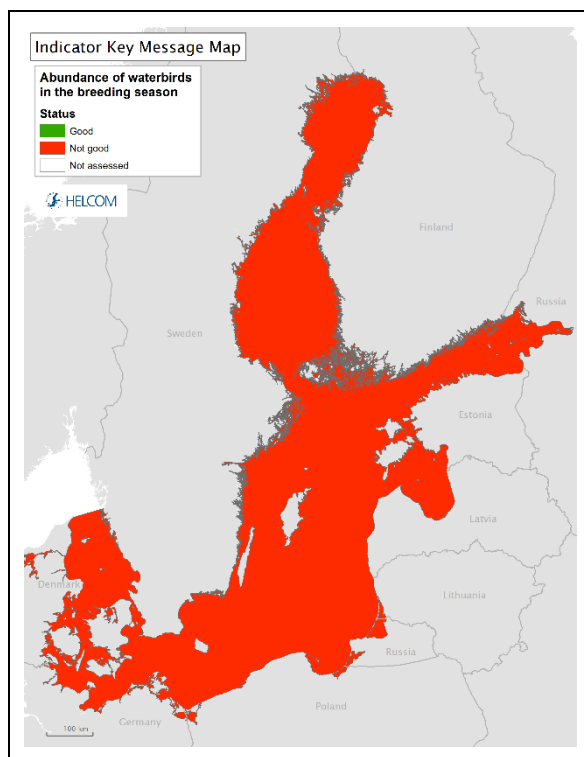 Indicator Key Message Map
Abundance of waterbirds
in the breeding season
Status
Good
Not good
Not assessed
HELCOM
Finland
Russia
Sweden
Estonia
Latvia
Denmark
Lithuania
Russia
Poland
Germany
100 km